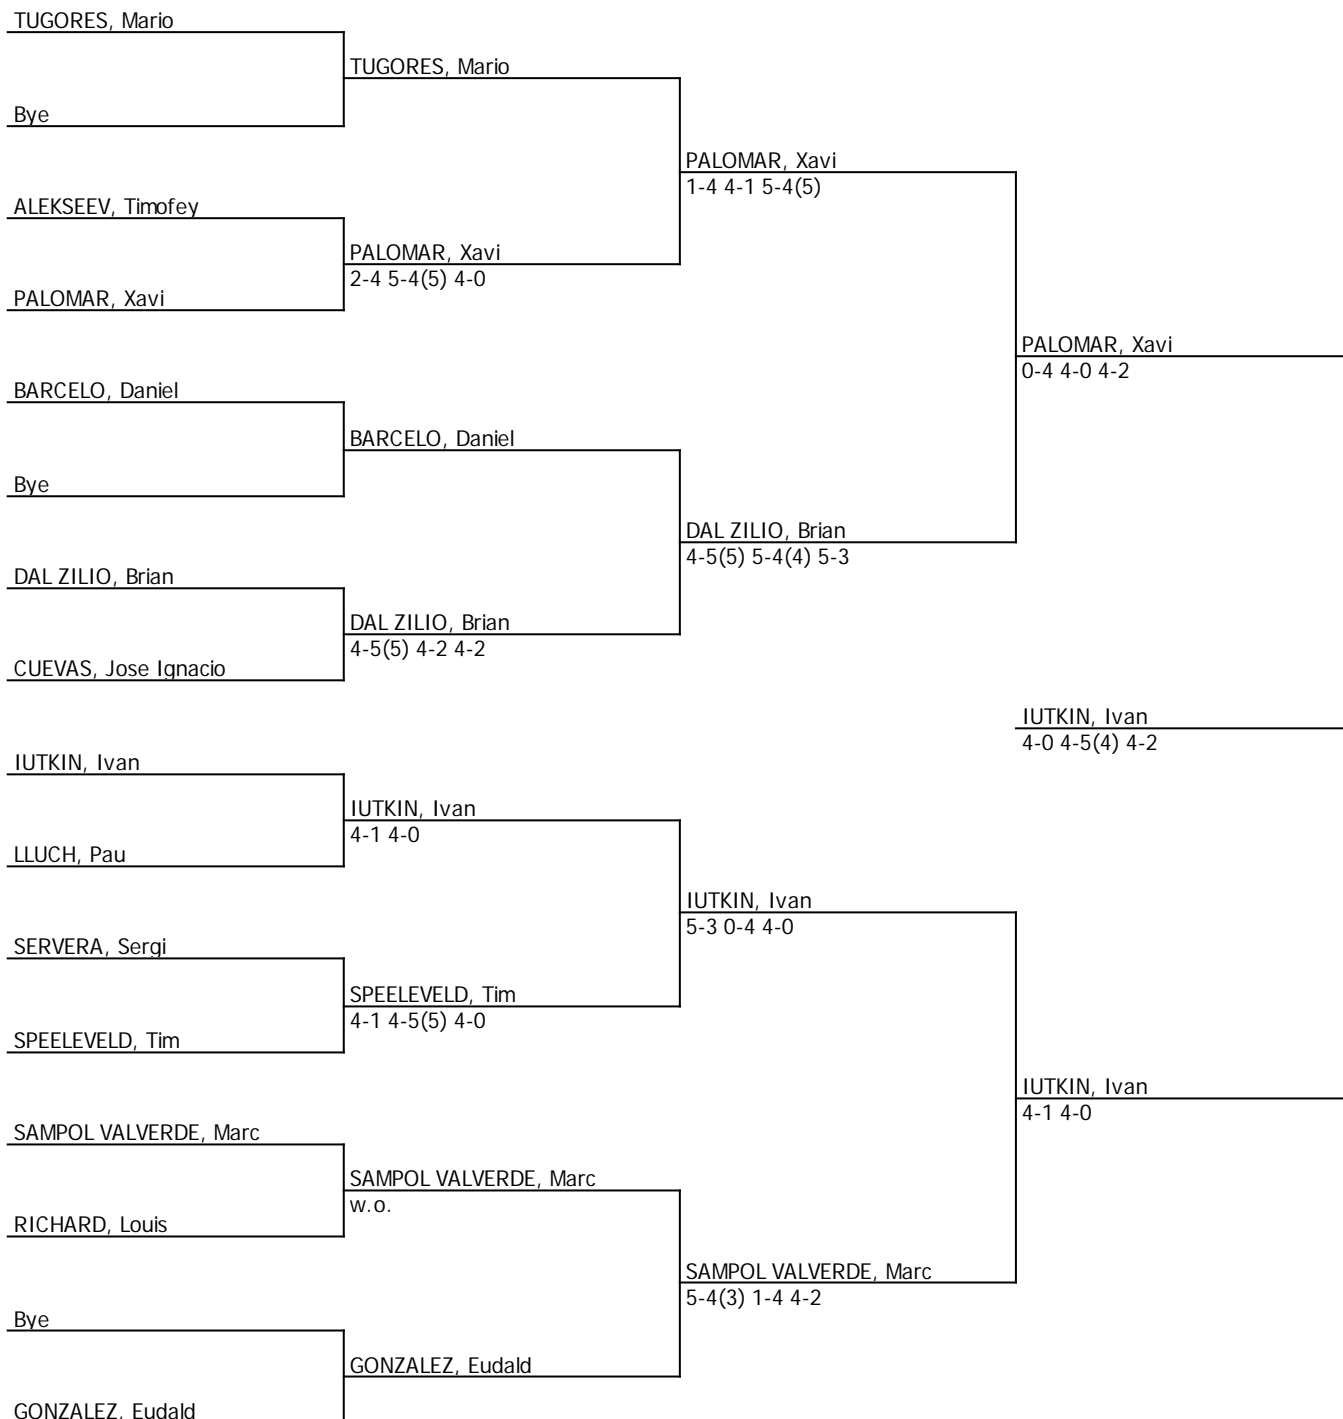 TUGORES, Mario
TUGORES, Mario
Bye
PALOMAR, Xavi
1-4 4-1 5-4(5)
ALEKSEEV, Timofey
PALOMAR, Xavi
2-4 5-4(5) 4-0
PALOMAR, Xavi
PALOMAR, Xavi
0-4 4-0 4-2
BARCELO, Daniel
BARCELO, Daniel
Bye
DAL ZILIO, Brian
4-5(5) 5-4(4) 5-3
DAL ZILIO, Brian
DAL ZILIO, Brian
4-5(5) 4-2 4-2
CUEVAS, Jose Ignacio
IUTKIN, Ivan
4-0 4-5(4) 4-2
IUTKIN, Ivan
IUTKIN, Ivan
4-1 4-0
LLUCH, Pau
IUTKIN, Ivan
5-3 0-4 4-0
SERVERA, Sergi
SPEELEVELD, Tim
4-1 4-5(5) 4-0
SPEELEVELD, Tim
IUTKIN, Ivan
4-1 4-0
SAMPOL VALVERDE, Marc
SAMPOL VALVERDE, Marc
w.o.
RICHARD, Louis
SAMPOL VALVERDE, Marc
5-4(3) 1-4 4-2
Bye
GONZALEZ, Eudald
GONZALEZ, Eudald